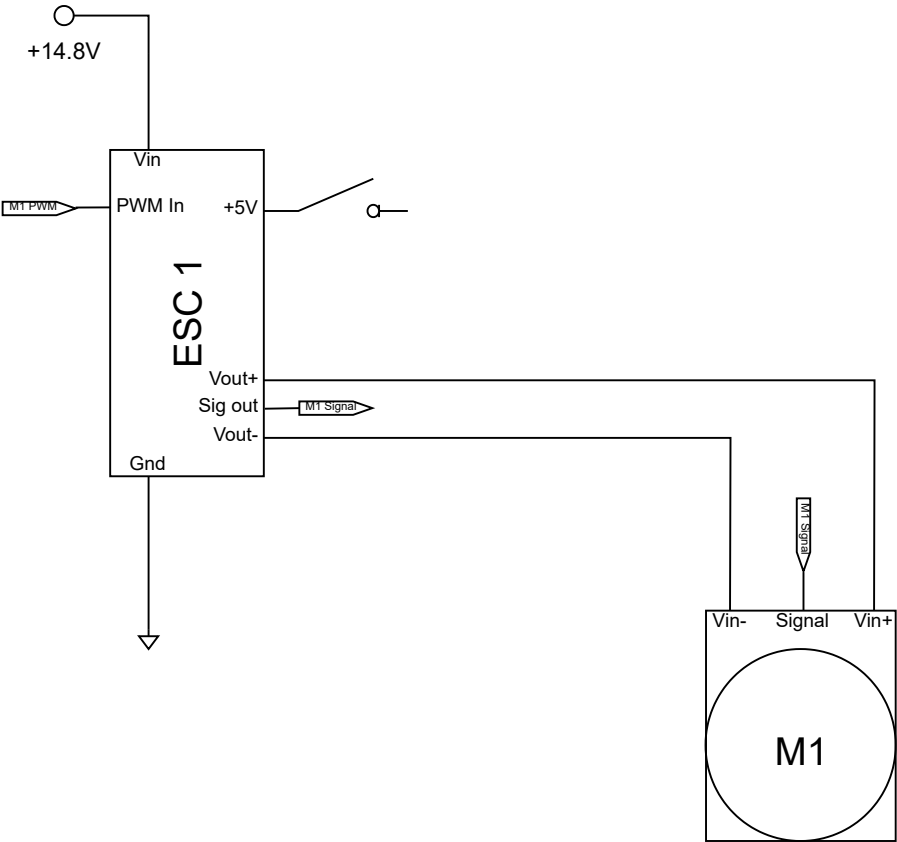 +14.8V
Vin
M1 PWM
PWM In
+5V
ESC 1
Vout+
Sig out
M1 Signal
Vout-
Gnd
M1 Signal
Vin-
Signal
Vin+
M1